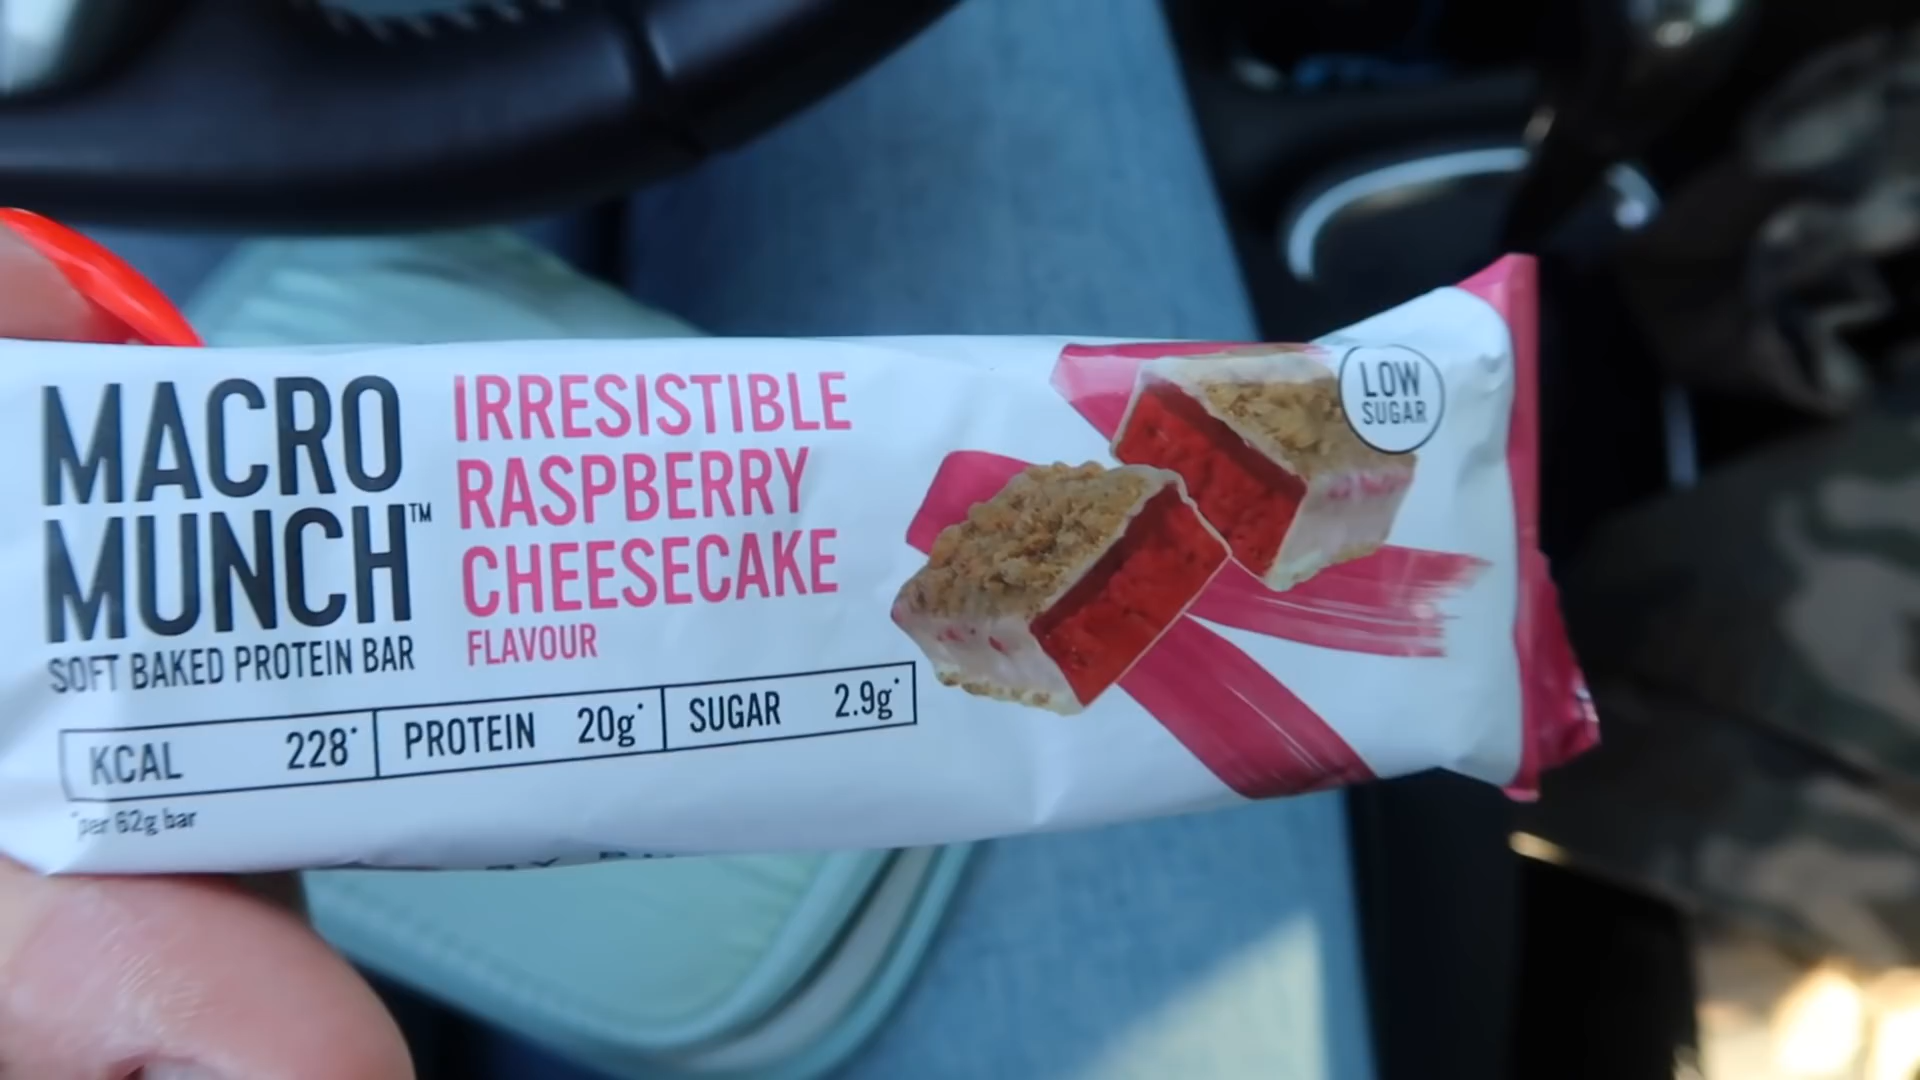 MACRO
MUNCH™
SOFT BAKED PROTEIN BAR
IRRESISTIBLE
RASPBERRY
CHEESECAKE
FLAVOUR
LOW
SUGAR
KCAL 228* PROTEIN 20g* SUGAR 2.9g*
*per 62g bar